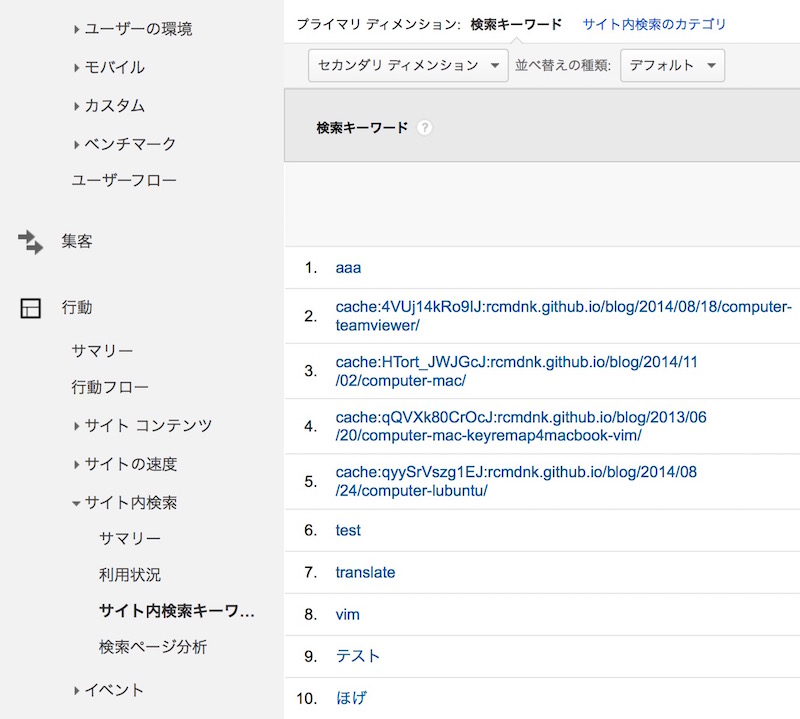 ユーザーの環境
モバイル
カスタム
ベンチマーク
ユーザーフロー
集客
行動
サマリー
行動フロー
サイト コンテンツ
サイトの速度
サイト内検索
サマリー
利用状況
サイト内検索キーワ...
検索ページ分析
イベント
プライマリ ディメンション: 検索キーワード サイト内検索のカテゴリ
セカンダリ ディメンション 並べ替えの種類: デフォルト
検索キーワード ?
1. aaa
2. cache:4VUj14kRo9IJ:rcmdnk.github.io/blog/2014/08/18/computer-
teamviewer/
3. cache:HTort_JWJGcJ:rcmdnk.github.io/blog/2014/11
/02/computer-mac/
4. cache:qQVXk80CrOcJ:rcmdnk.github.io/blog/2013/06
/20/computer-mac-keyremap4macbook-vim/
5. cache:qyySrVszg1EJ:rcmdnk.github.io/blog/2014/08
/24/computer-lubuntu/
6. test
7. translate
8. vim
9. テスト
10. ほげ